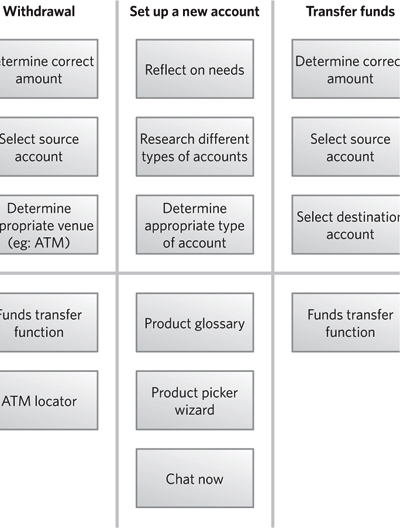 Withdrawal
etermine correct
amount
Select source
account
Determine
propriate venue
(eg: ATM)
Funds transfer
function
ATM locator
Set up a new account
Reflect on needs
Research different
types of accounts
Determine
appropriate type
of account
Product glossary
Product picker
wizard
Chat now
Transfer funds
Determine correc
amount
Select source
account
Select destination
account
Funds transfer
function